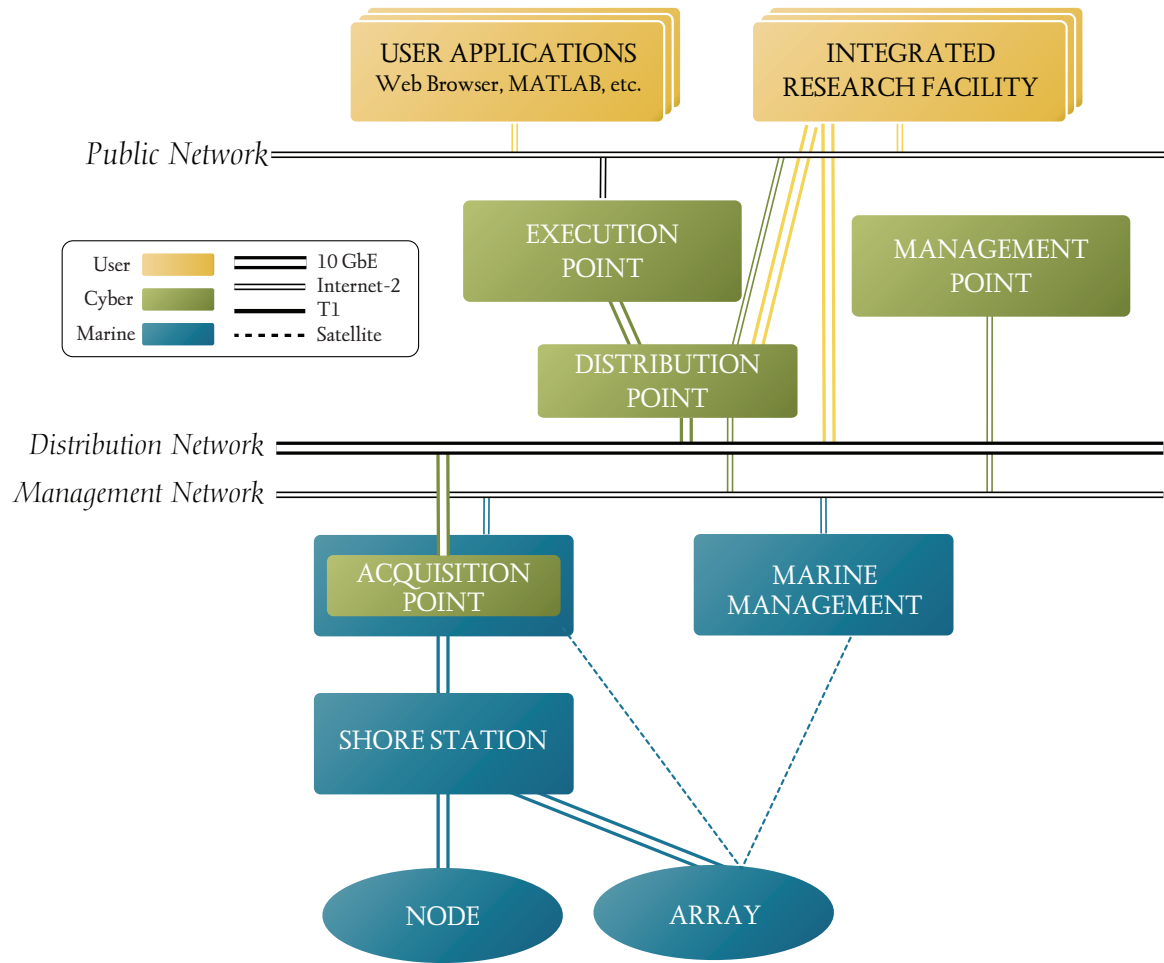 USER APPLICATIONS
Web Browser, MATLAB, etc.
INTEGRATED
RESEARCH FACILITY
Public Network
EXECUTION
POINT
MANAGEMENT
POINT
User
Cyber
Marine
10 GbE
Internet-2
T1
Satellite
DISTRIBUTION
POINT
Distribution Network
Management Network
ACQUISITION
POINT
MARINE
MANAGEMENT
SHORE STATION
NODE
ARRAY